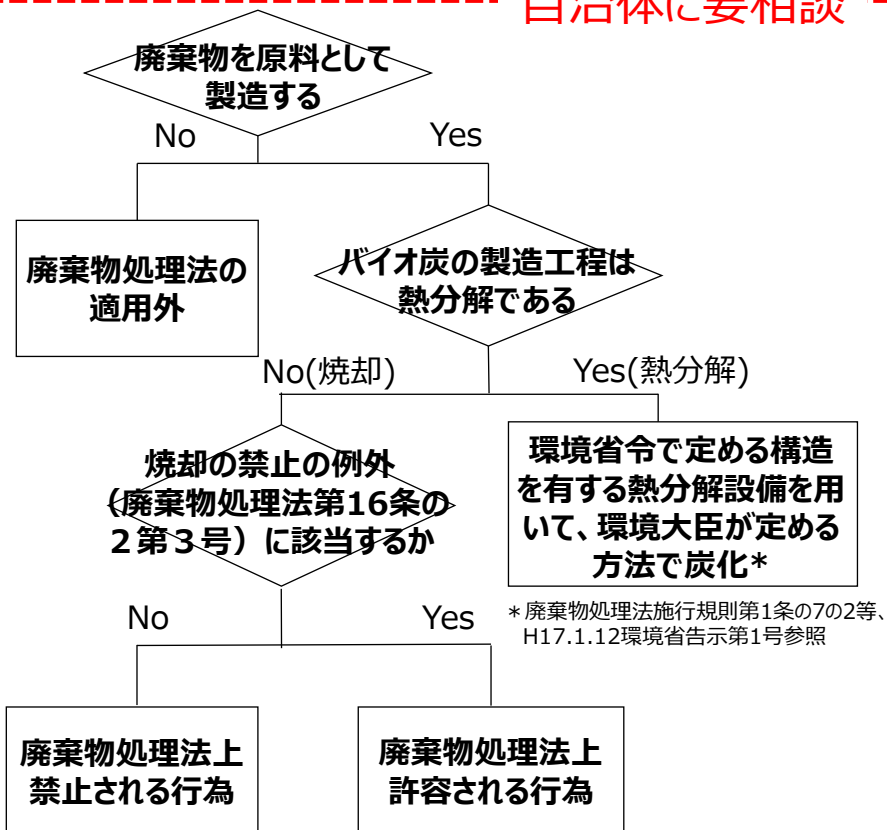 自治体に要相談
廃棄物を原料として
製造する
No
Yes
廃棄物処理法の
適用外
バイオ炭の製造工程は
熱分解である
No(焼却)
Yes(熱分解)
焼却の禁止の例外
（廃棄物処理法第16条の
２第３号）に該当するか
環境省令で定める構造
を有する熱分解設備を用
いて、環境大臣が定める
方法で炭化*
*廃棄物処理法施行規則第1条の7の2等、
H17.1.12環境省告示第1号参照
No
Yes
廃棄物処理法上
禁止される行為
廃棄物処理法上
許容される行為